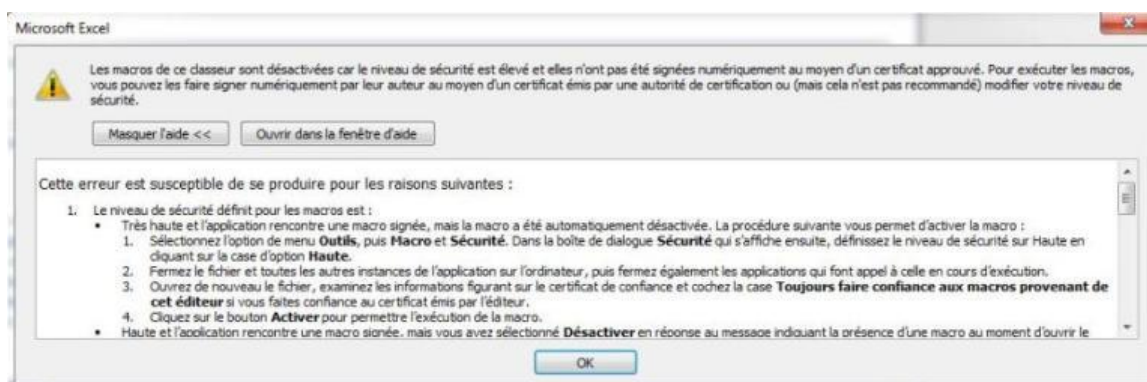 Microsoft Excel
Les macros de ce classeur sont désactivées car le niveau de sécurité est élevé et elles n'ont pas été signées numériquement au moyen d'un certificat approuvé. Pour exécuter les macros,
vous pouvez les faire signer numériquement par leur auteur au moyen d'un certificat émis par une autorité de certification ou (mais cela n'est pas recommandé) modifier votre niveau de
sécurité.
Masquer l'aide << Ouvrir dans la fenêtre d'aide
Cette erreur est susceptible de se produire pour les raisons suivantes :
1. Le niveau de sécurité définit pour les macros est :
• Très haute et l'application rencontre une macro signée, mais la macro a été automatiquement désactivée. La procédure suivante vous permet d'activer la macro :
1. Sélectionnez l'option de menu Outils, puis Macro et Sécurité. Dans la boîte de dialogue Sécurité qui s'affiche ensuite, définissez le niveau de sécurité sur Haute en
cliquant sur la case d'option Haute.
2. Fermez le fichier et toutes les autres instances de l'application sur l'ordinateur, puis fermez également les applications qui font appel à celle en cours d'exécution.
3. Ouvrez de nouveau le fichier, examinez les informations figurant sur le certificat de confiance et cochez la case Toujours faire confiance aux macros provenant de
cet éditeur si vous faites confiance au certificat émis par l'éditeur.
4. Cliquez sur le bouton Activer pour permettre l'exécution de la macro.
• Haute et l'application rencontre une macro signée, mais vous avez sélectionné Désactiver en réponse au message indiquant la présence d'une macro au moment d'ouvrir le
OK